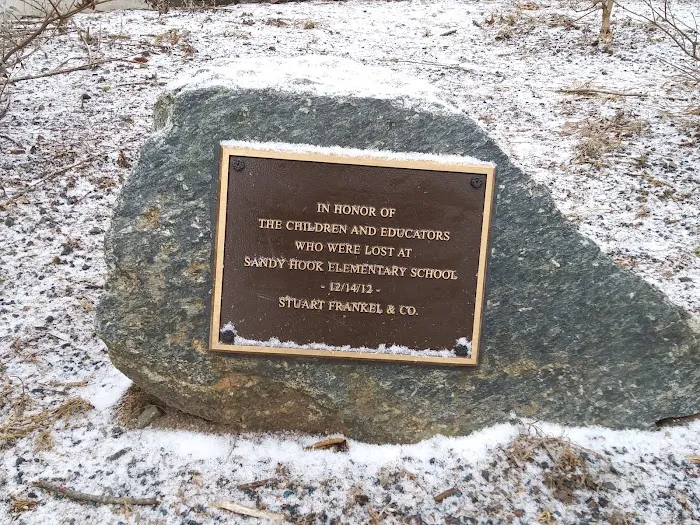 IN HONOR OF
THE CHILDREN AND EDUCATORS
WHO WERE LOST AT
SANDY HOOK ELEMENTARY SCHOOL
- 12/14/12 -
STUART FRANKEL & CO.